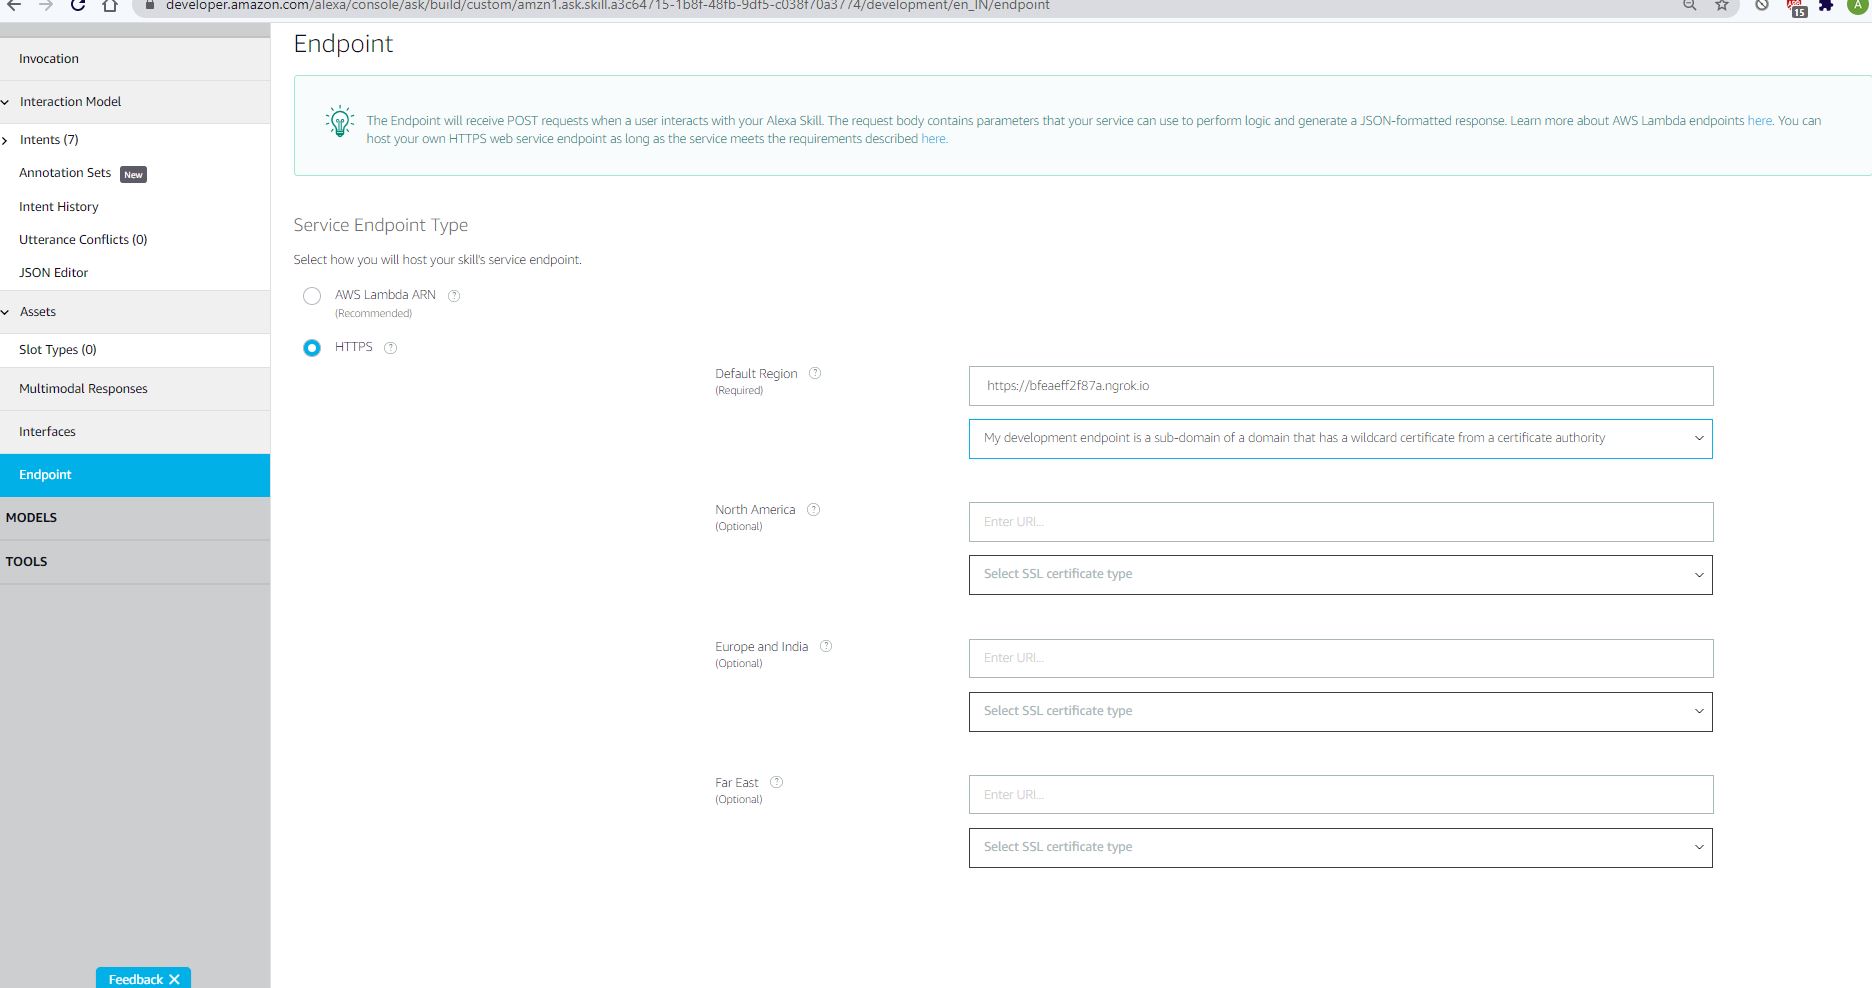 developer.amazon.com/alexa/console/ask/build/custom/amzn1.ask.skill.a3c64715-1b8f-48fb-9df5-c038f70a3774/development/en_IN/endpoint
15
A
Invocation
Interaction Model
Intents (7)
Annotation Sets New
Intent History
Utterance Conflicts (0)
JSON Editor
Assets
Slot Types (0)
Multimodal Responses
Interfaces
Endpoint
MODELS
TOOLS
Feedback
Endpoint
The Endpoint will receive POST requests when a user interacts with your Alexa Skill. The request body contains parameters that your service can use to perform logic and generate a JSON-formatted response. Learn more about AWS Lambda endpoints here. You can
host your own HTTPS web service endpoint as long as the service meets the requirements described here.
Service Endpoint Type
Select how you will host your skill's service endpoint.
AWS Lambda ARN ?
(Recommended)
HTTPS ?
Default Region ?
(Required)
https://bfeaeff2f87a.ngrok.io
My development endpoint is a sub-domain of a domain that has a wildcard certificate from a certificate authority
North America ?
(Optional)
Enter URI...
Select SSL certificate type
Europe and India ?
(Optional)
Enter URI...
Select SSL certificate type
Far East ?
(Optional)
Enter URI...
Select SSL certificate type